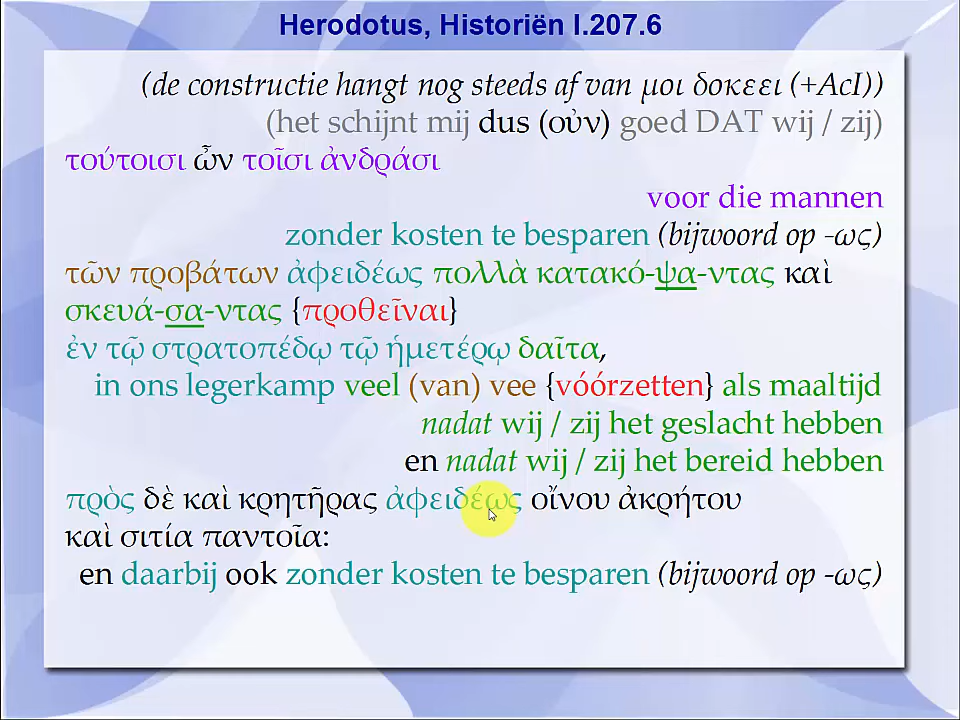 Herodotus, Historiën I.207.6
(de constructie hangt nog steeds af van μοι δοκεει (+AcI))
(het schijnt mij dus (οὐν) goed DAT wij / zij)
τούτοισι ὦν τοῖσι ἀνδράσι
voor die mannen
zonder kosten te besparen (bijwoord op -ως)
τῶν προβάτων ἀφειδέως πολλὰ κατακό-ψα-ντας καὶ
σκευά-σα-ντας {προθεῖναι}
ἐν τῷ στρατοπέδῳ τῷ ἡμετέρῳ δαῖτα,
in ons legerkamp veel (van) vee {vóórzetten} als maaltijd
nadat wij / zij het geslacht hebben
en nadat wij / zij het bereid hebben
πρὸς δὲ καὶ κρητῆρας ἀφειδέως οἴνου ἀκρήτου
καὶ σιτία παντοῖα:
en daarbij ook zonder kosten te besparen (bijwoord op -ως)